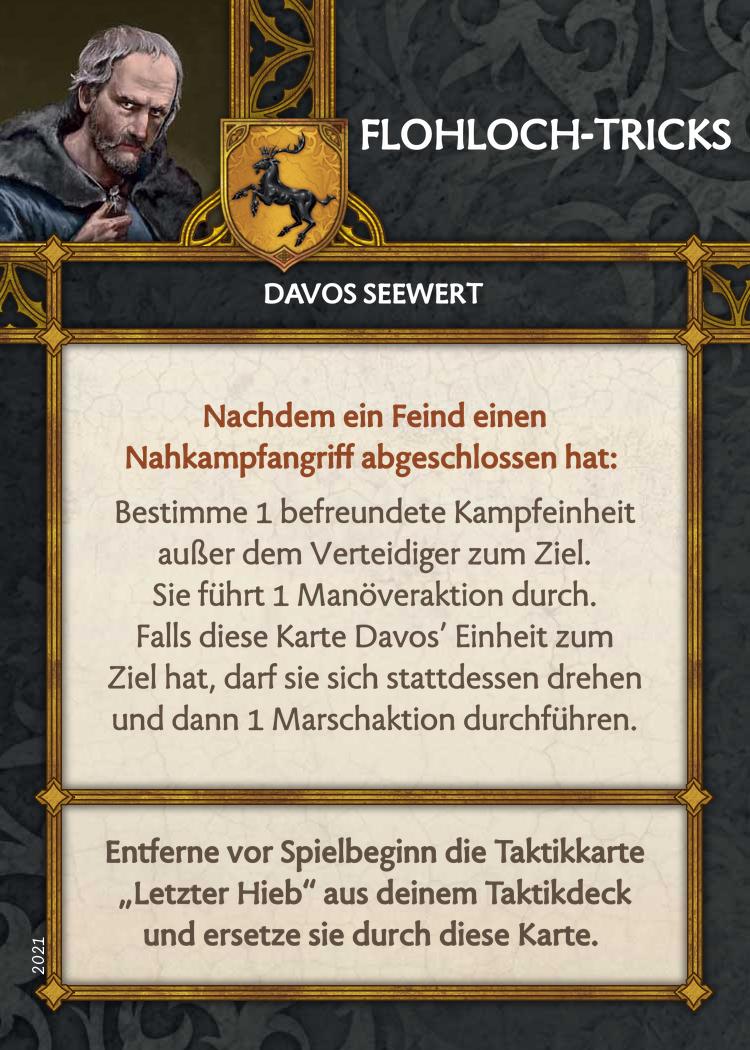 FLOHLOCH-TRICKS
DAVOS SEEWERT
Nachdem ein Feind einen
Nahkampfangriff abgeschlossen hat:
Bestimme 1 befreundete Kampfeinheit
außer dem Verteidiger zum Ziel.
Sie führt 1 Manöveraktion durch.
Falls diese Karte Davos’ Einheit zum
Ziel hat, darf sie sich stattdessen drehen
und dann 1 Marschaktion durchführen.
Entferne vor Spielbeginn die Taktikkarte
„Letzter Hieb“ aus deinem Taktikdeck
und ersetze sie durch diese Karte.
2021